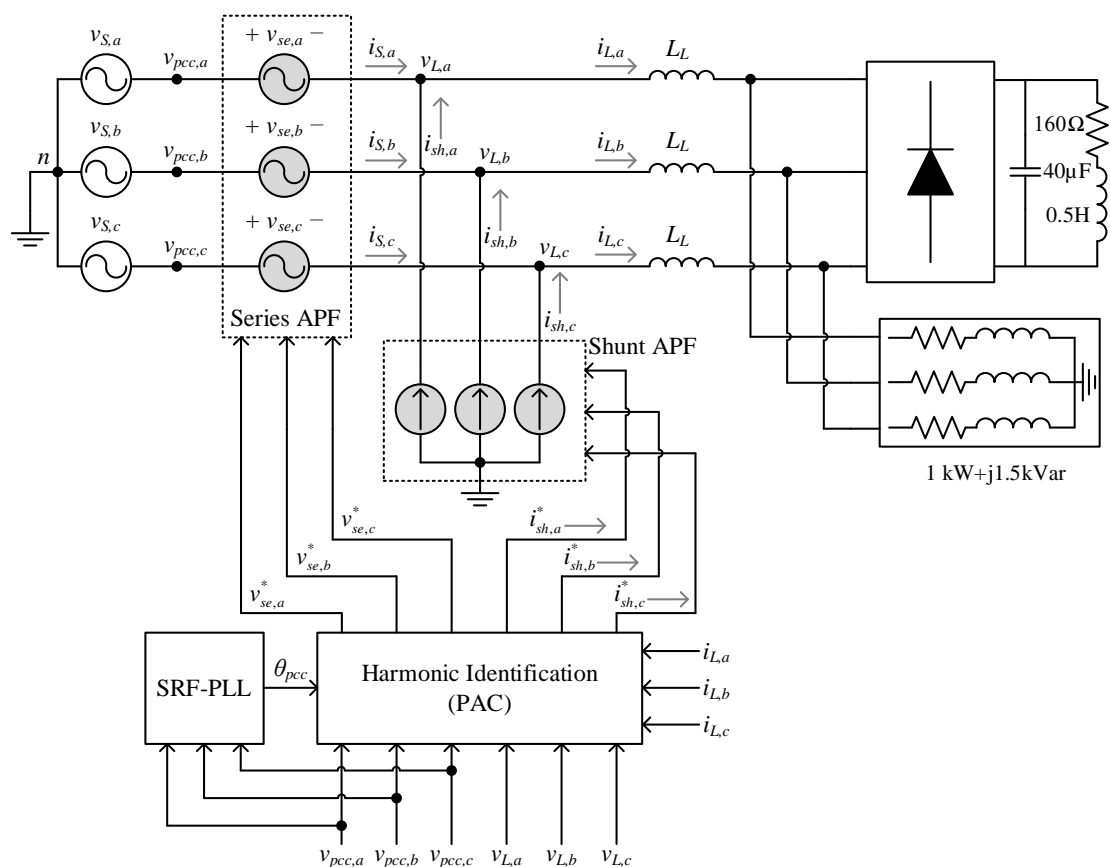 v_{S,a}
v_{pcc,a}
+ v_{se,a} −
i_{S,a}
v_{L,a}
i_{L,a}
L_L
i_{sh,a}
v_{S,b}
n
v_{pcc,b}
+ v_{se,b} −
i_{S,b}
v_{L,b}
i_{L,b}
L_L
i_{sh,b}
v_{S,c}
v_{pcc,c}
+ v_{se,c} −
i_{S,c}
v_{L,c}
i_{L,c}
L_L
i_{sh,c}
160Ω
40µF
0.5H
Series APF
Shunt APF
1 kW+j1.5kVar
v^*_{se,c}
v^*_{se,b}
v^*_{se,a}
i^*_{sh,a}
i^*_{sh,b}
i^*_{sh,c}
SRF-PLL
θ_{pcc}
Harmonic Identification
(PAC)
i_{L,a}
i_{L,b}
i_{L,c}
v_{pcc,a} v_{pcc,b} v_{pcc,c} v_{L,a} v_{L,b} v_{L,c}